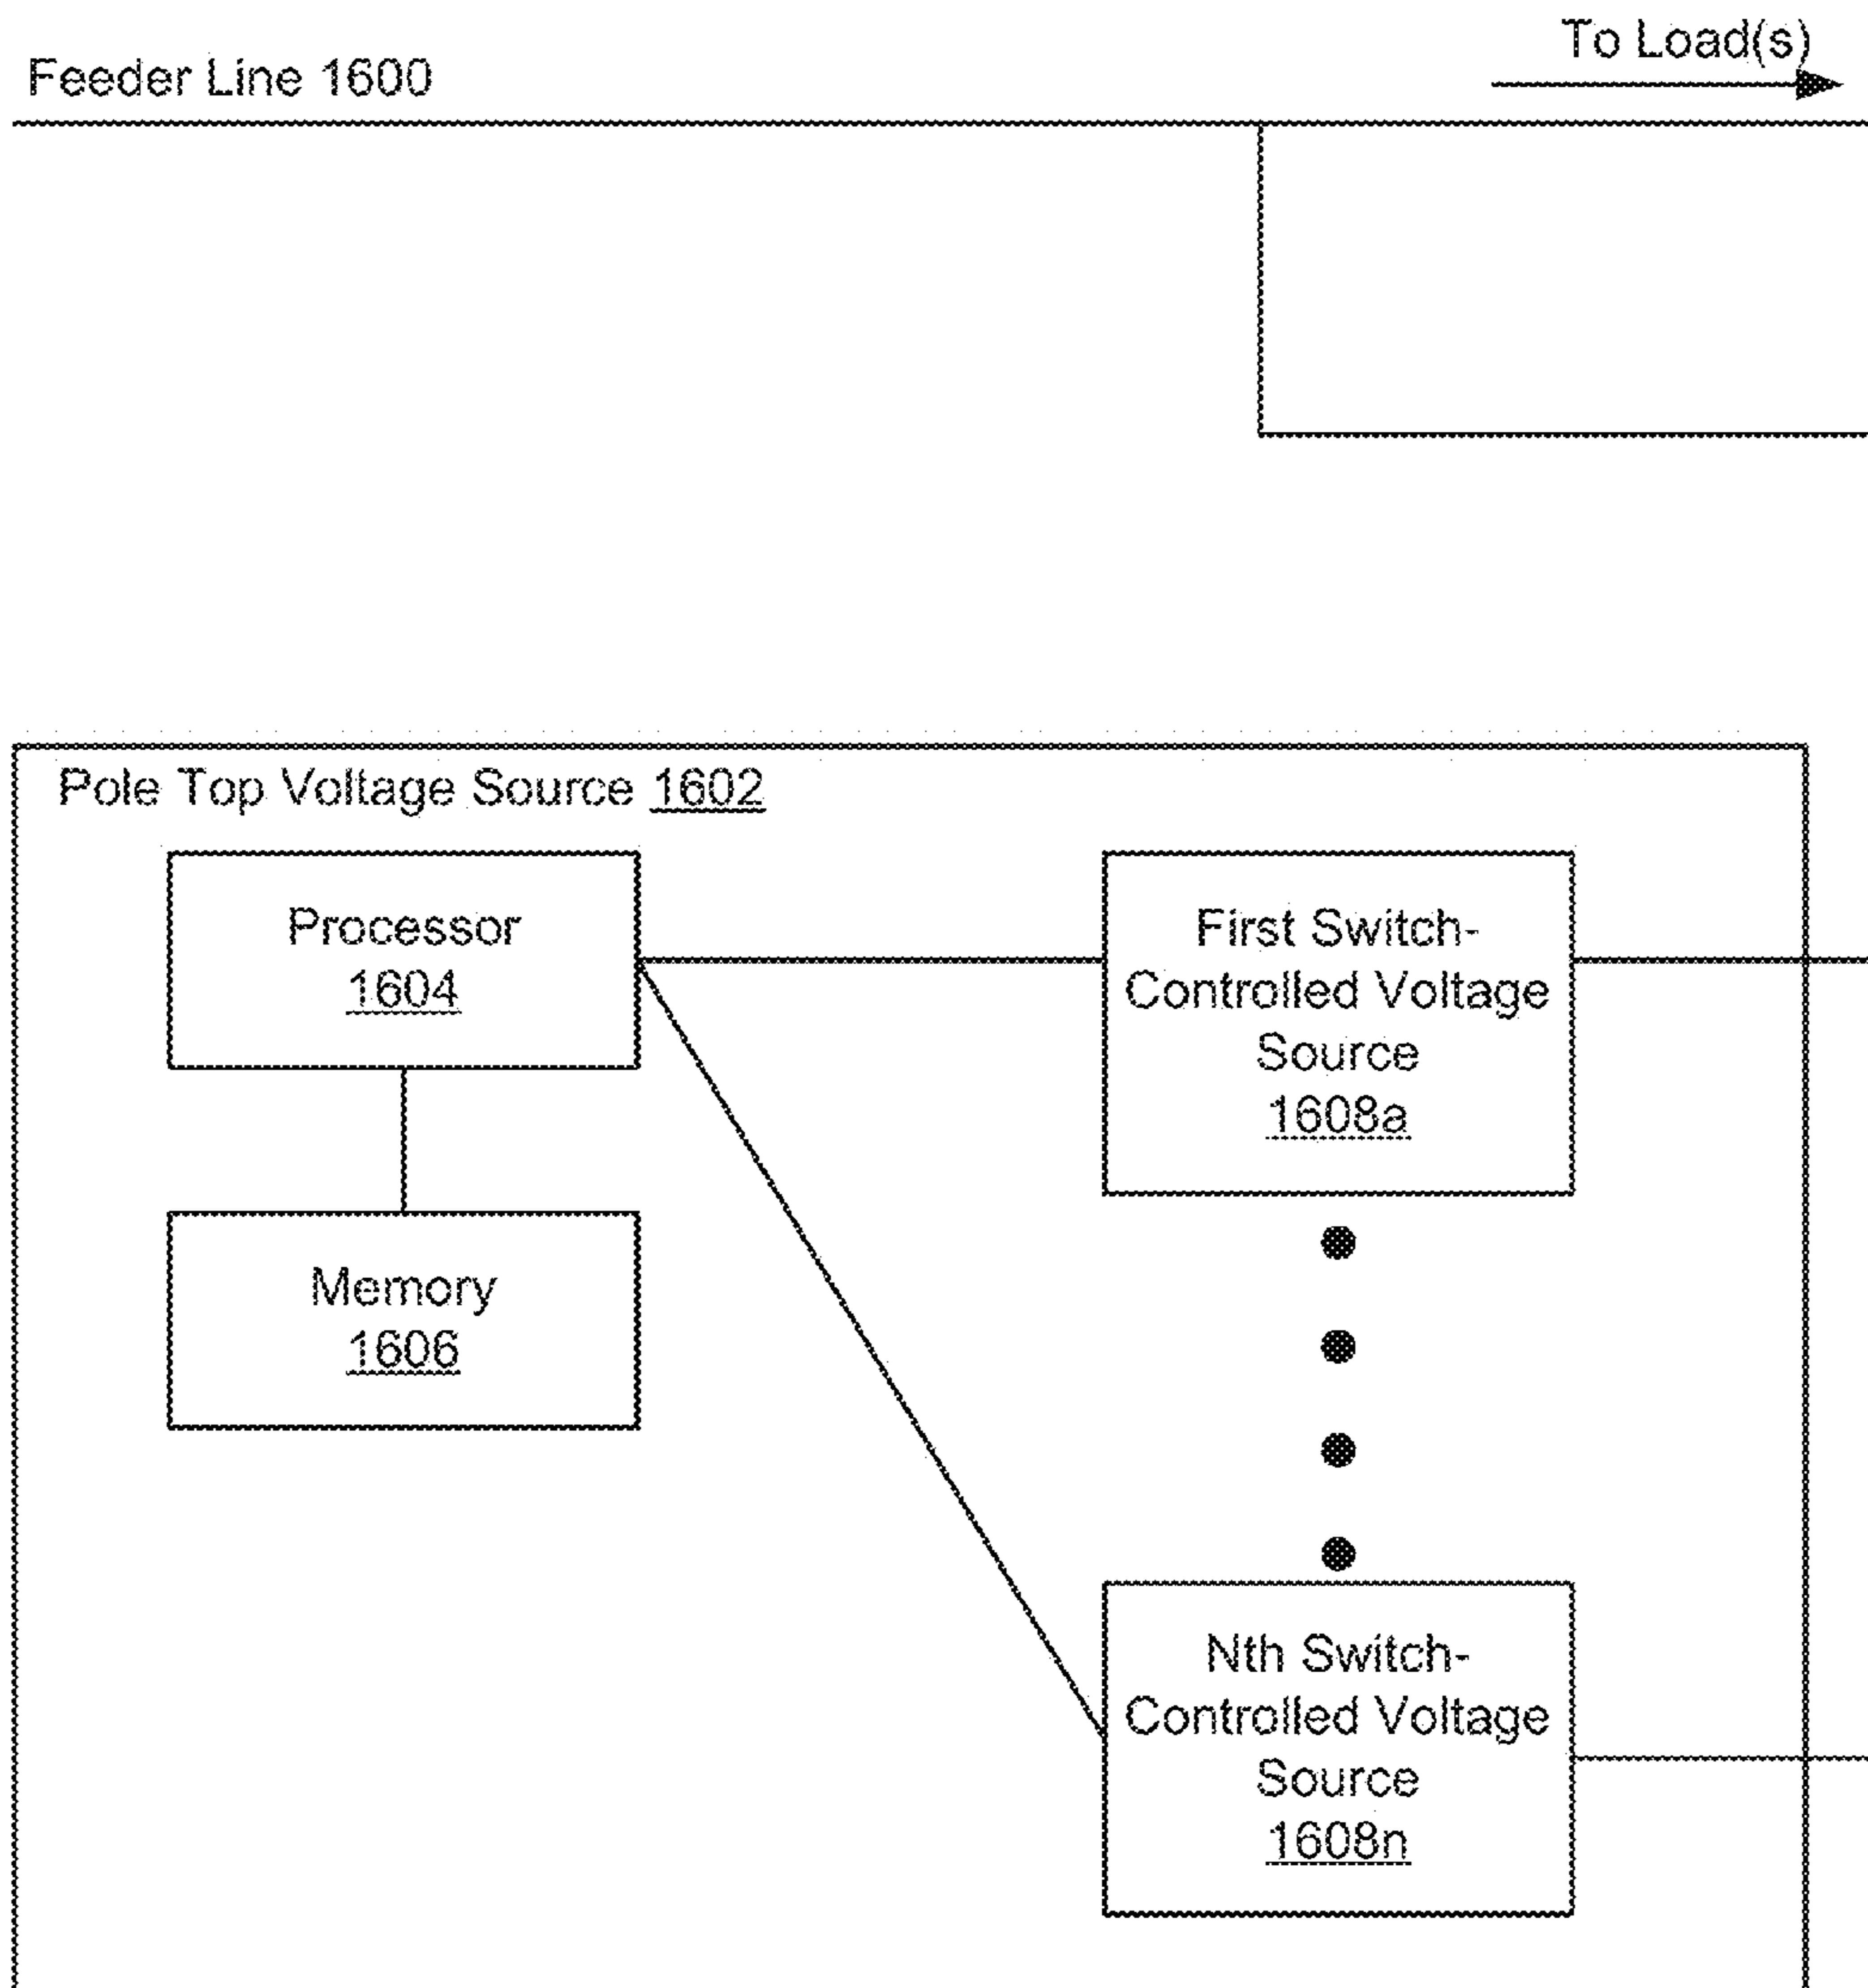 To Load(s)
Feeder Line 1600
Pole Top Voltage Source 1602
Processor
1604
First Switch-
Controlled Voltage
Source
1608a
Memory
1606
Nth Switch-
Controlled Voltage
Source
1608n